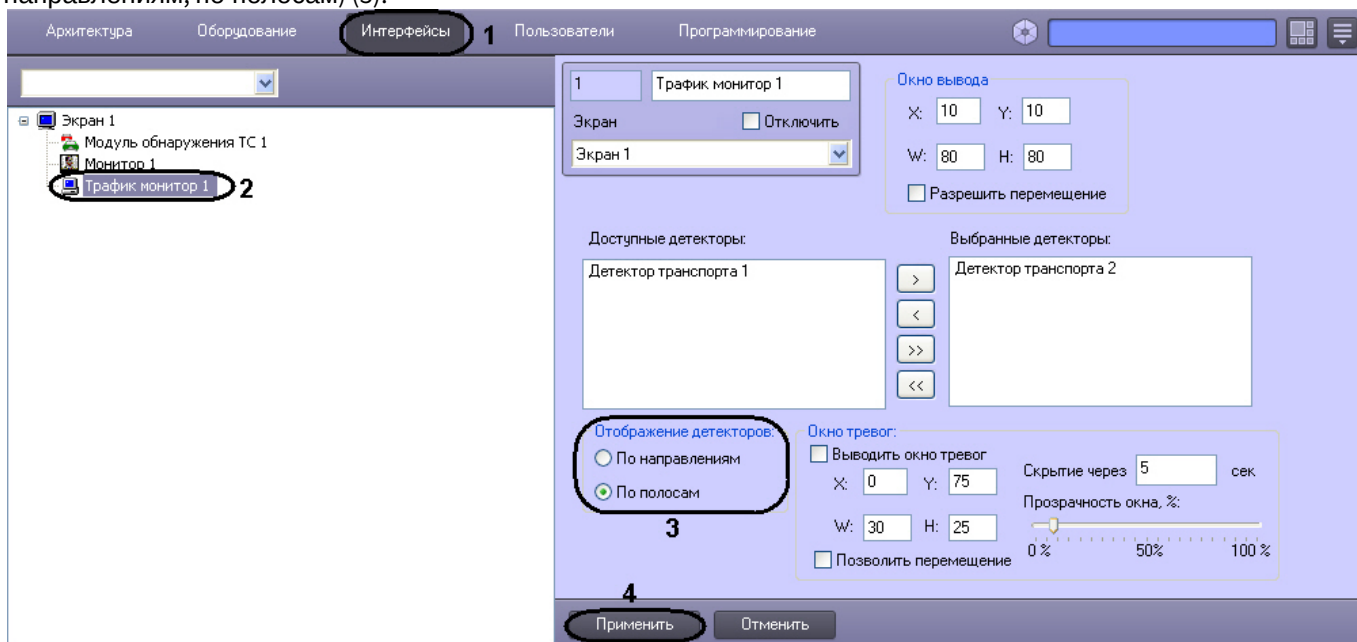 направлениям, по полосам) (3).
Архитектура Оборудование Интерфейсы 1 Пользователи Программирование
Экран 1
Модуль обнаружения ТС 1
Монитор 1
Трафик монитор 1 2
1 Трафик монитор 1
Экран Отключить
Экран 1
Окно вывода
X: 10 Y: 10
W: 80 H: 80
Разрешить перемещение
Доступные детекторы:
Детектор транспорта 1
>
<
>>
<<
Выбранные детекторы:
Детектор транспорта 2
Отображение детекторов:
По направлениям
По полосам
3
Окно тревог:
Выводить окно тревог
X: 0 Y: 75
W: 30 H: 25
Позволить перемещение
Скрытие через 5 сек
Прозрачность окна, %:
0 % 50% 100 %
4
Применить Отменить